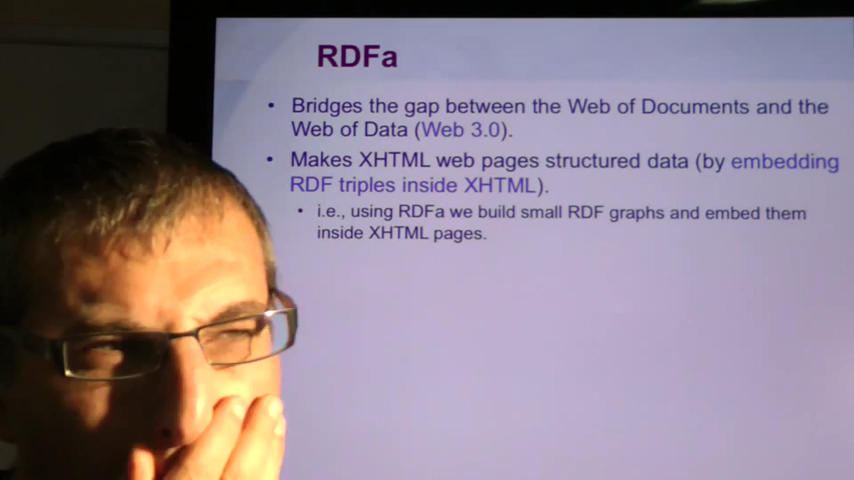 RDFa
• Bridges the gap between the Web of Documents and the
Web of Data (Web 3.0).
• Makes XHTML web pages structured data (by embedding
RDF triples inside XHTML).
• i.e., using RDFa we build small RDF graphs and embed them
inside XHTML pages.